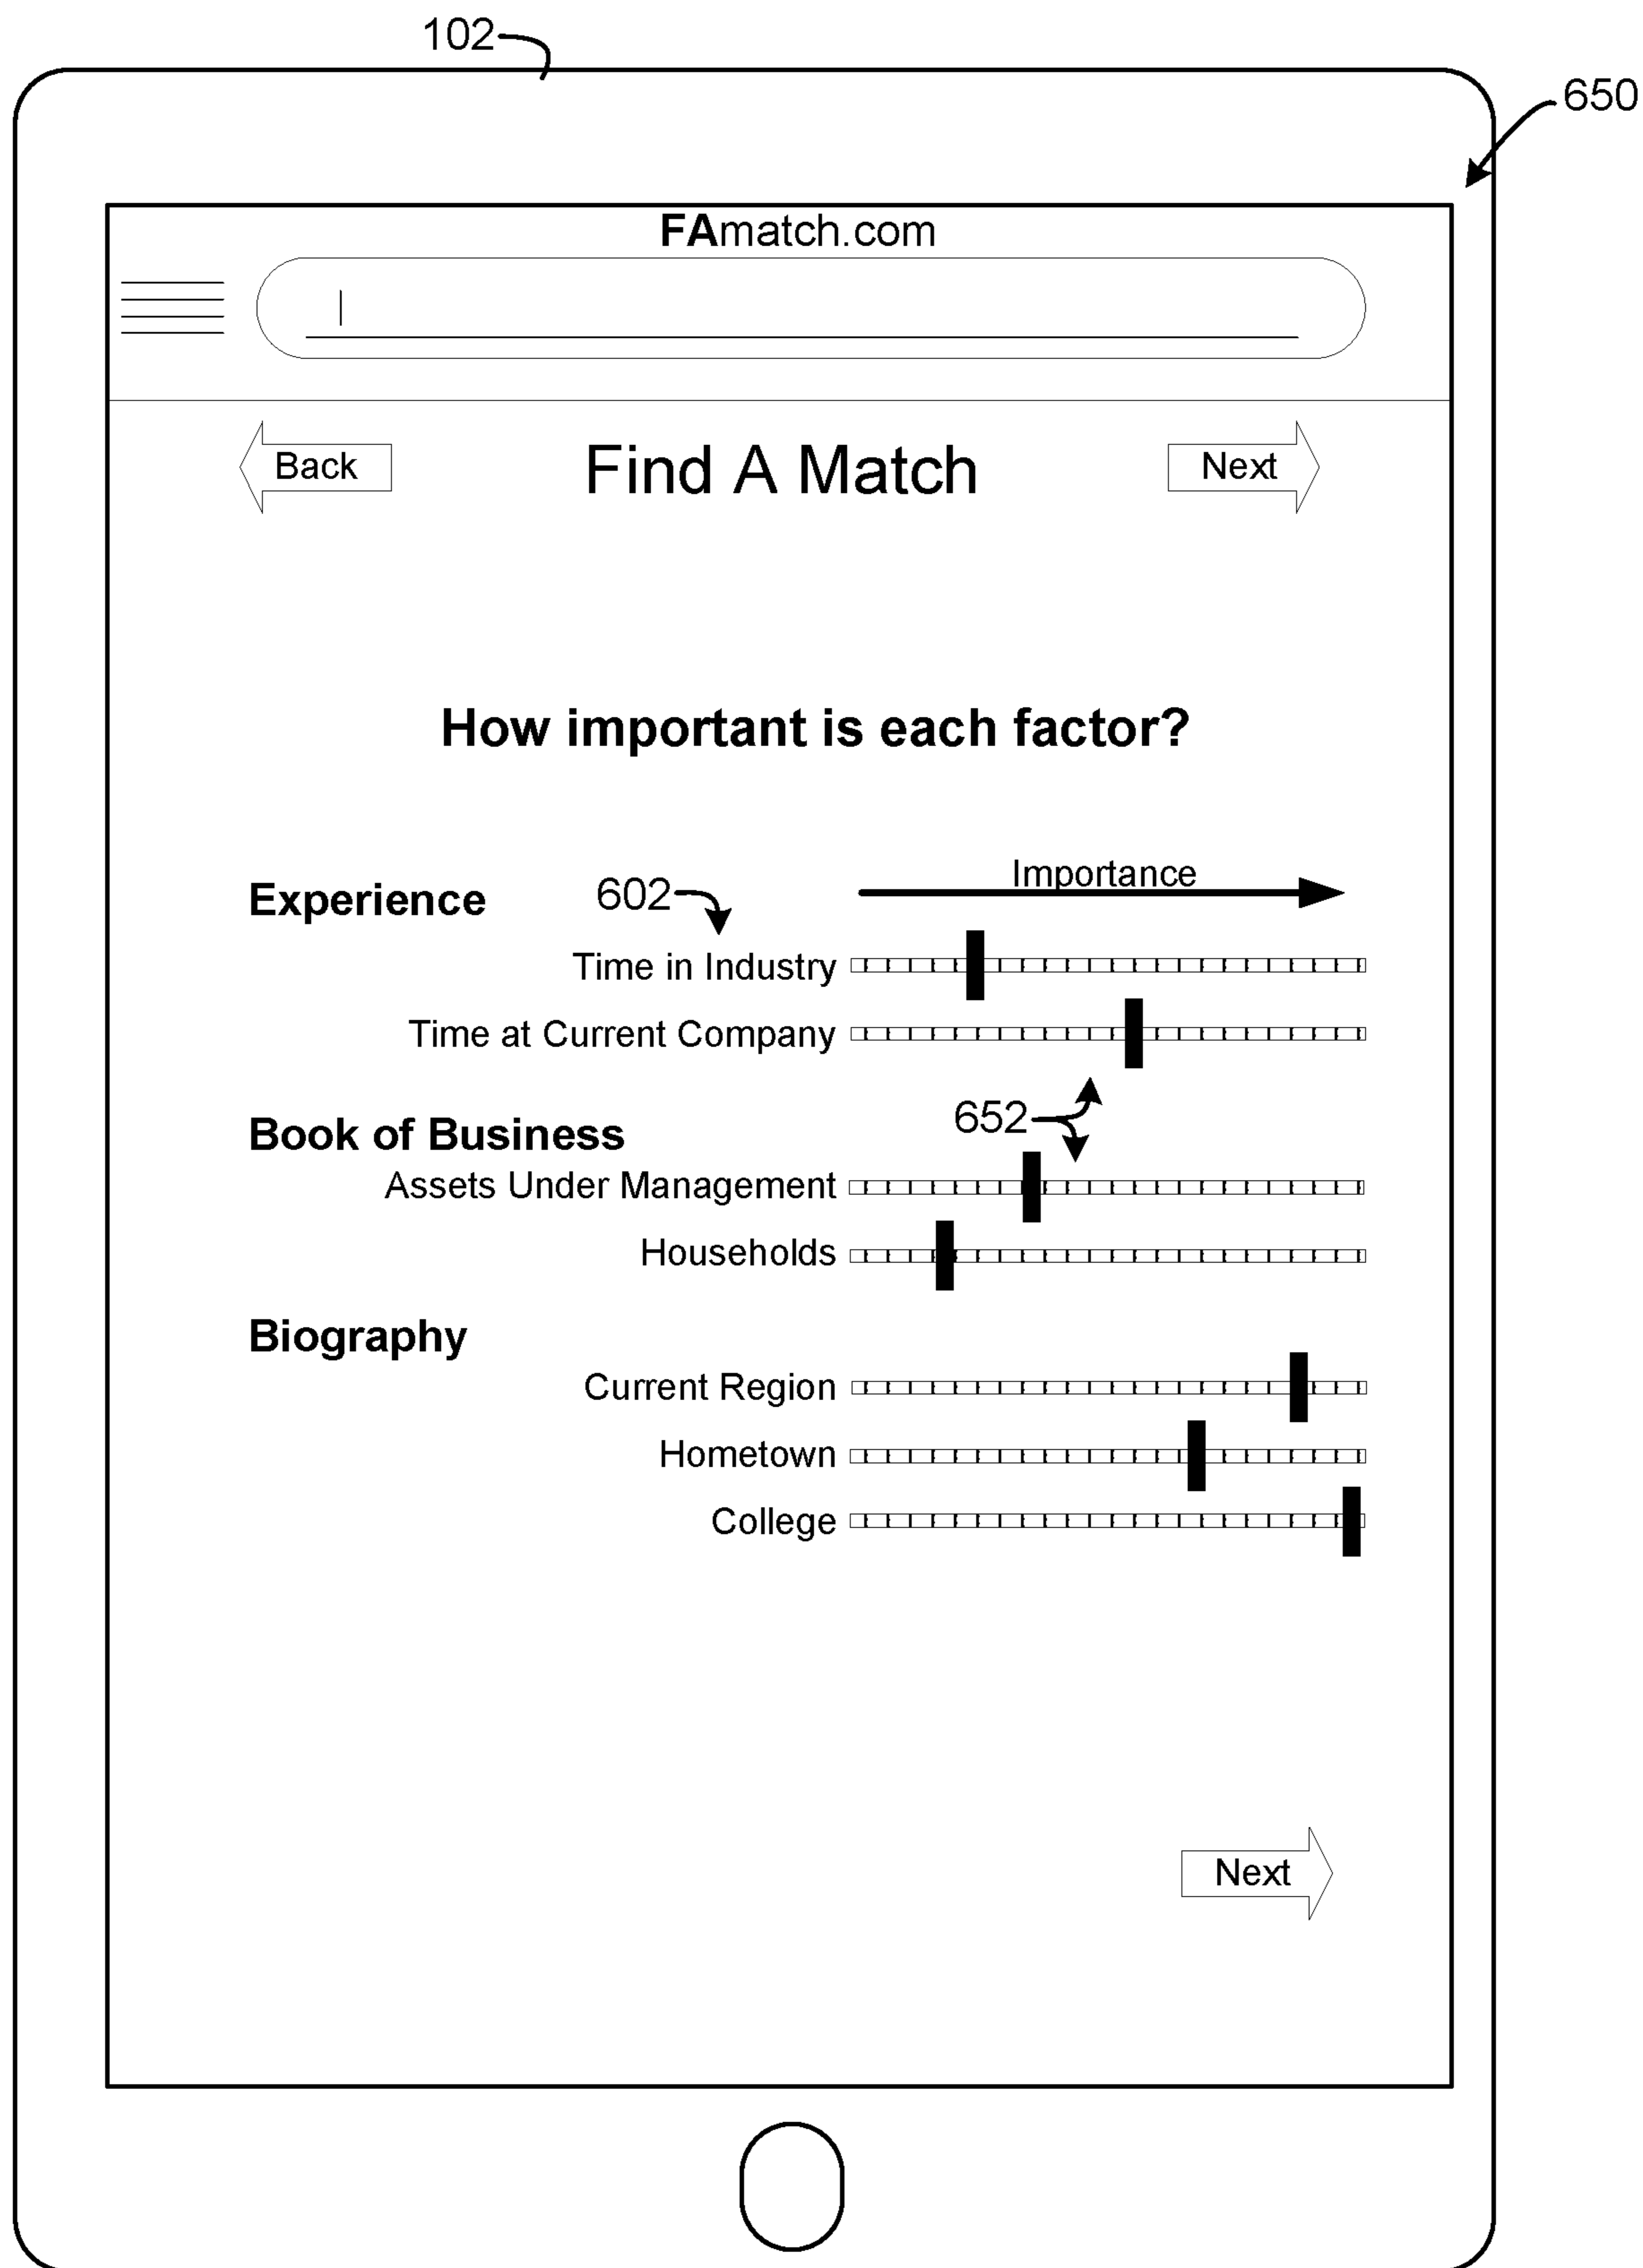 102
650
FAmatch.com
Back
Find A Match
Next
How important is each factor?
Importance
Experience
602
Time in Industry
Time at Current Company
652
Book of Business
Assets Under Management
Households
Biography
Current Region
Hometown
College
Next